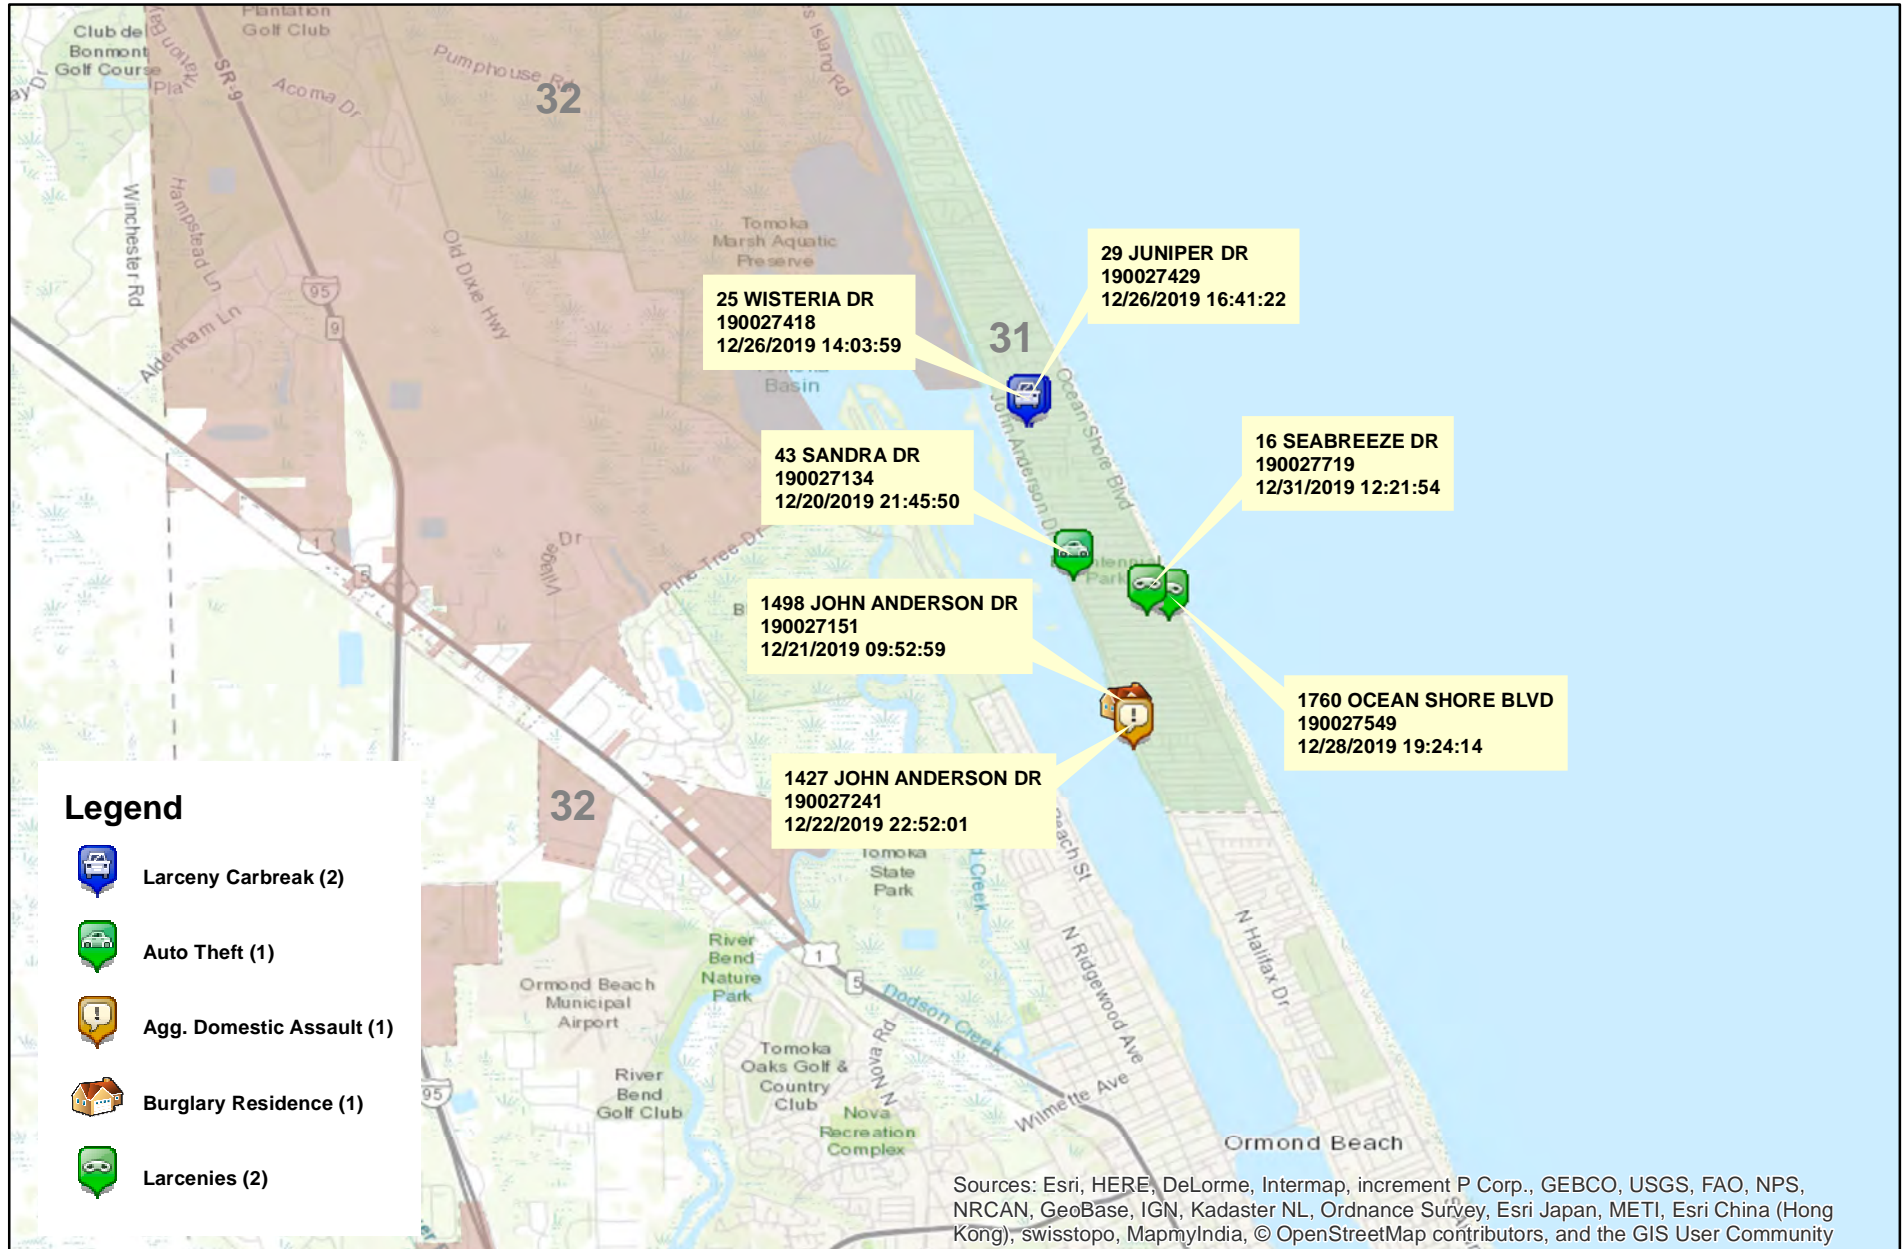 Plantation
Golf Club
Club de
Bonmont
Golf Course
SR-9
Acoma Dr
Pumphouse Rd
32
Island Rd
Winchester Rd
Hampstead Ln
Aldenham Ln
95
9
Old Dixie Hwy
Tomoka
Marsh Aquatic
Preserve
Basin
25 WISTERIA DR
190027418
12/26/2019 14:03:59
29 JUNIPER DR
190027429
12/26/2019 16:41:22
31
Ocean Shore Blvd
John Anderson D
43 SANDRA DR
190027134
12/20/2019 21:45:50
16 SEABREEZE DR
190027719
12/31/2019 12:21:54
Park
1
5
Village Dr
Pine Tree Dr
1498 JOHN ANDERSON DR
190027151
12/21/2019 09:52:59
1760 OCEAN SHORE BLVD
190027549
12/28/2019 19:24:14
1427 JOHN ANDERSON DR
190027241
12/22/2019 22:52:01
32
Tomoka
State
Park
Creek
Beach St
N Ridgewood Ave
N Halifax Dr
River
Bend
Nature
Park
1
5
Dodson Creek
Ormond Beach
Municipal
Airport
Tomoka
Oaks Golf &
Country
Club
N Nova Rd
River
Bend
Golf Club
Nova
Recreation
Complex
Wilmette Ave
95
Ormond Beach
Legend
Larceny Carbreak (2)
Auto Theft (1)
Agg. Domestic Assault (1)
Burglary Residence (1)
Larcenies (2)
Sources: Esri, HERE, DeLorme, Intermap, increment P Corp., GEBCO, USGS, FAO, NPS,
NRCAN, GeoBase, IGN, Kadaster NL, Ordnance Survey, Esri Japan, METI, Esri China (Hong
Kong), swisstopo, MapmyIndia, © OpenStreetMap contributors, and the GIS User Community